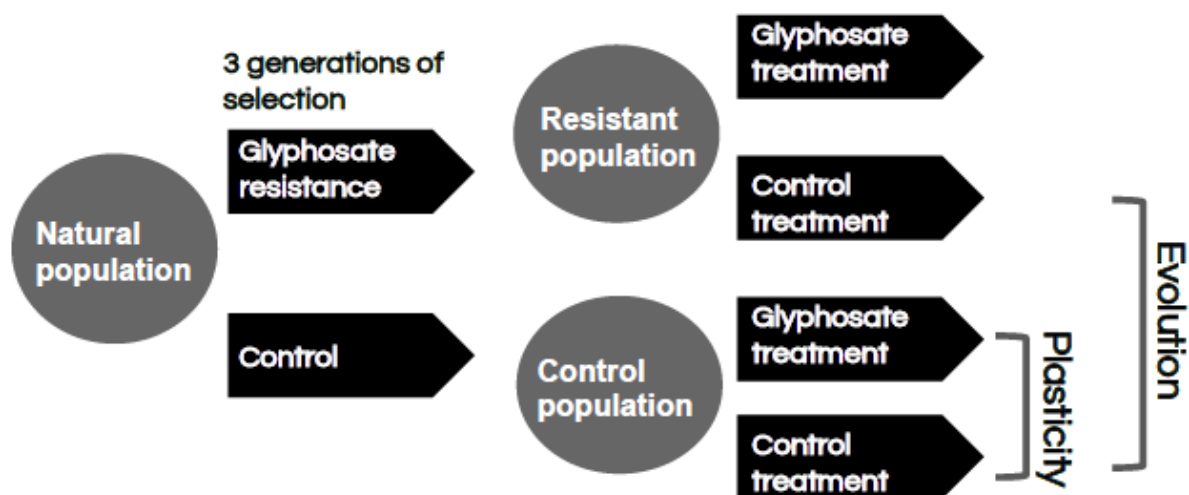 Natural
population
3 generations of
selection
Glyphosate
resistance
Control
Resistant
population
Control
population
Glyphosate
treatment
Control
treatment
Glyphosate
treatment
Control
treatment
Plasticity
Evolution